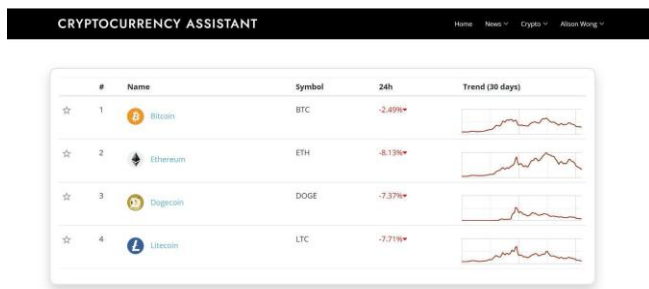 CRYPTOCURRENCY ASSISTANT Home News Crypto Alison Wong
# Name Symbol 24h Trend (30 days)
1 Bitcoin BTC -2.49%
2 Ethereum ETH -8.13%
3 Dogecoin DOGE -7.37%
4 Litecoin LTC -7.71%